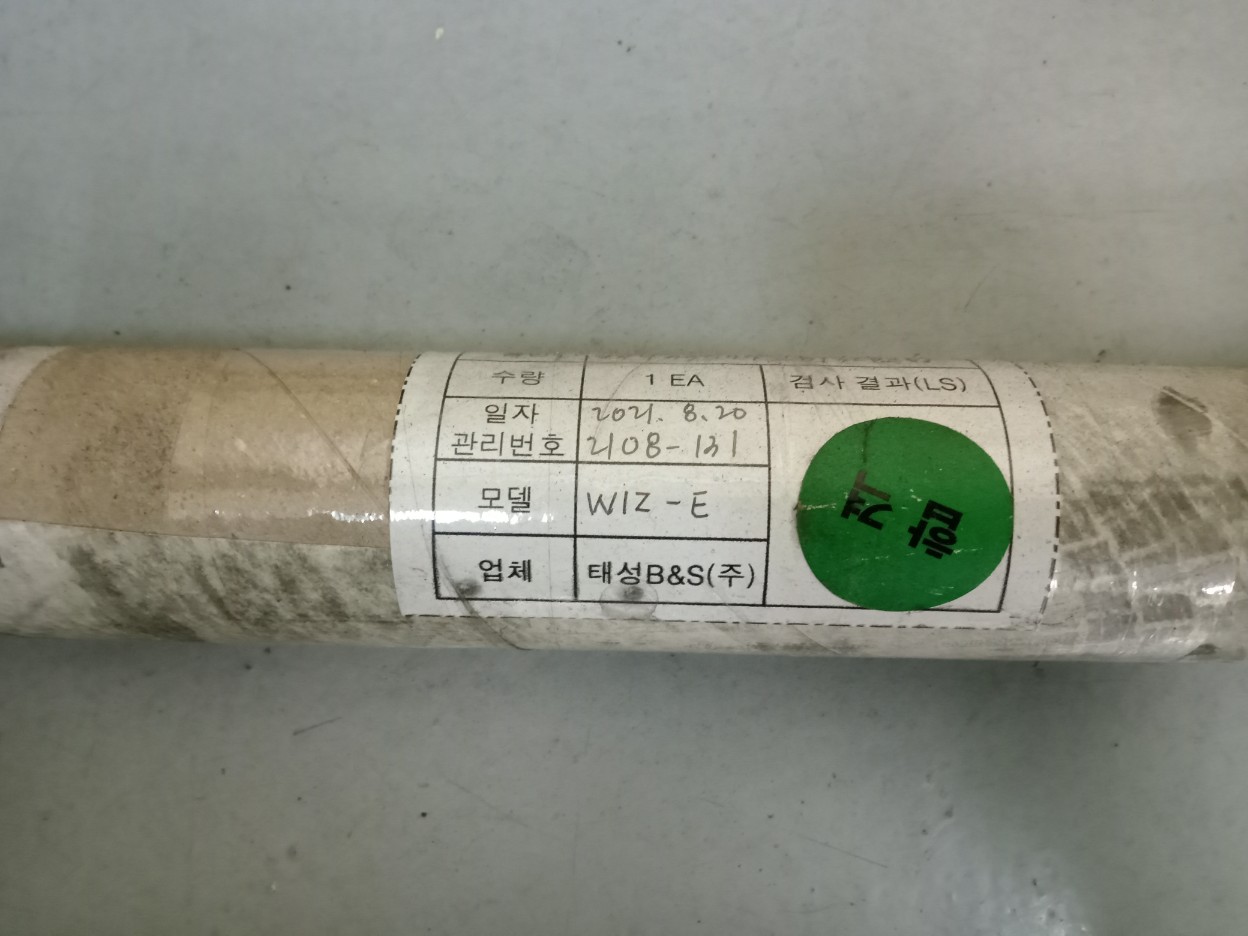 수량 1 EA 검사 결과(LS)
일자 2021. 8. 20
관리번호 2108-131
모델 WIZ-E
업체 태성B&S(주)
합격